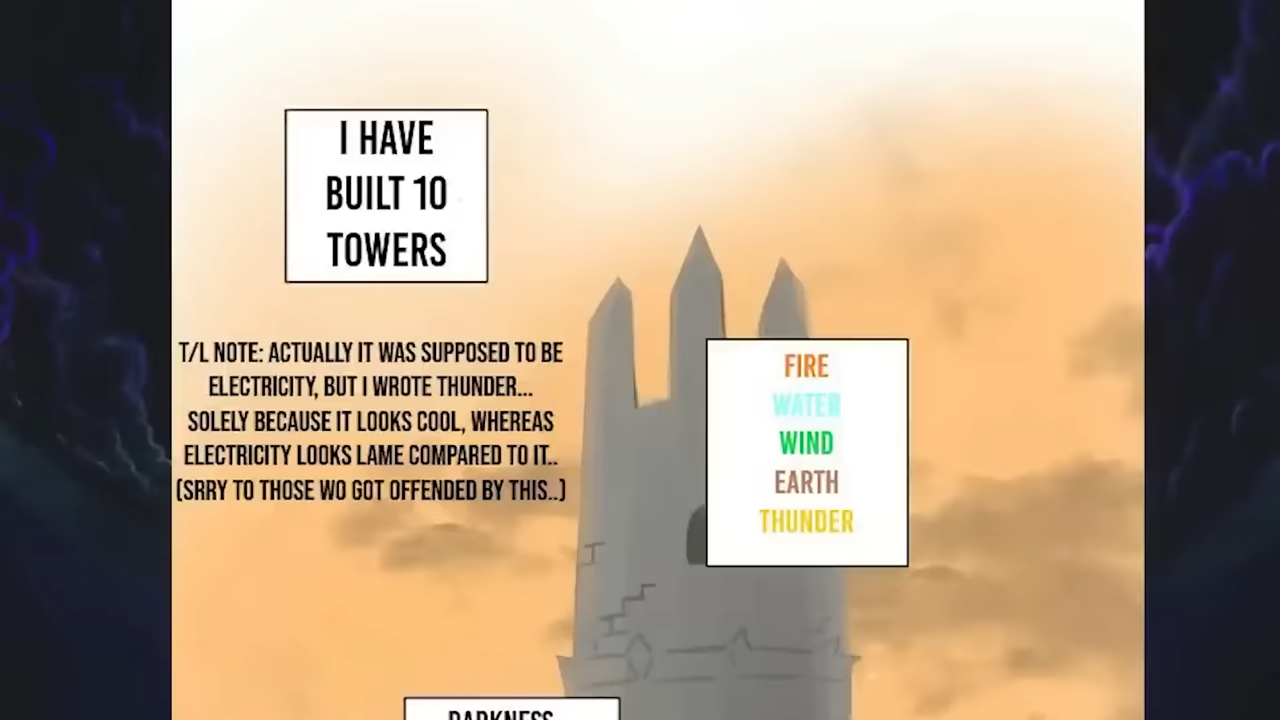 I HAVE
BUILT 10
TOWERS
T/L NOTE: ACTUALLY IT WAS SUPPOSED TO BE
ELECTRICITY, BUT I WROTE THUNDER...
SOLELY BECAUSE IT LOOKS COOL, WHEREAS
ELECTRICITY LOOKS LAME COMPARED TO IT..
(SRRY TO THOSE WO GOT OFFENDED BY THIS..)
FIRE
WATER
WIND
EARTH
THUNDER
DARKNESS